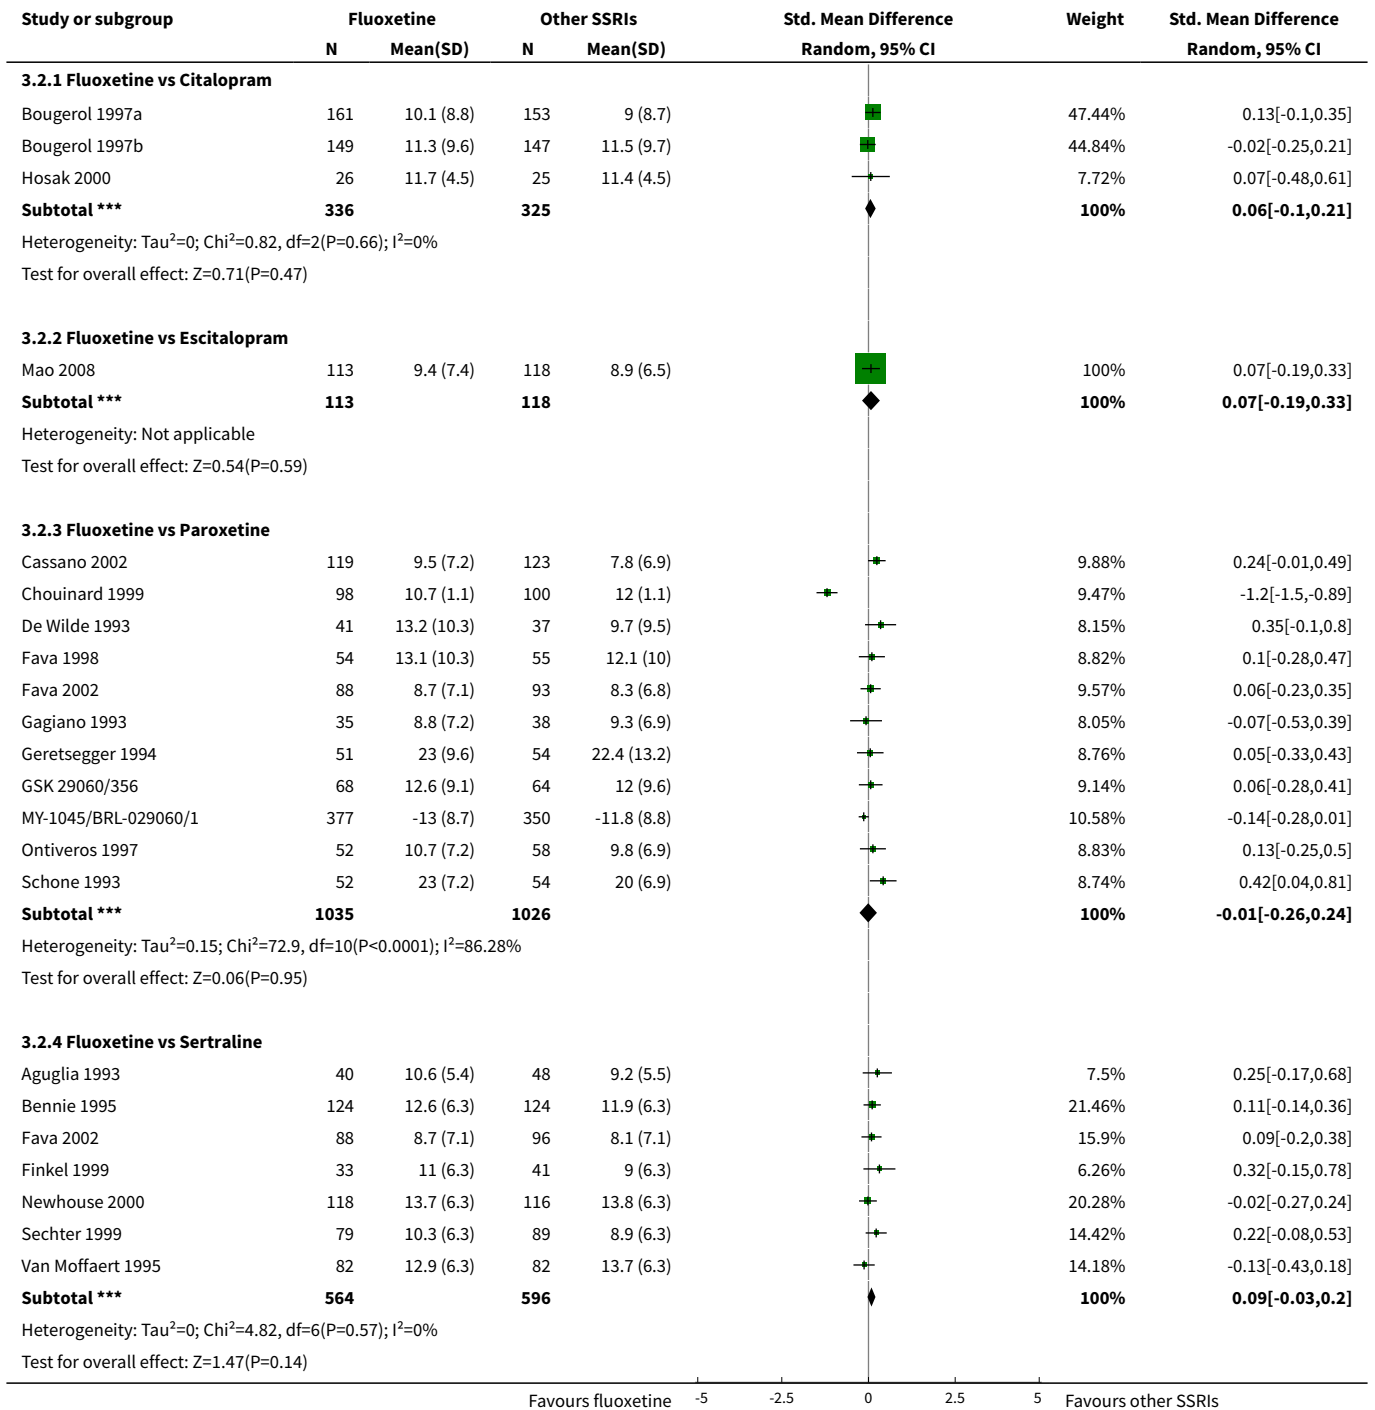 Study or subgroup Fluoxetine Other SSRIs Std. Mean Difference Weight Std. Mean Difference
N Mean(SD) N Mean(SD) Random, 95% CI Random, 95% CI
3.2.1 Fluoxetine vs Citalopram
Bougerol 1997a 161 10.1 (8.8) 153 9 (8.7) 47.44% 0.13[-0.1,0.35]
Bougerol 1997b 149 11.3 (9.6) 147 11.5 (9.7) 44.84% -0.02[-0.25,0.21]
Hosak 2000 26 11.7 (4.5) 25 11.4 (4.5) 7.72% 0.07[-0.48,0.61]
Subtotal *** 336 325 100% 0.06[-0.1,0.21]
Heterogeneity: Tau²=0; Chi²=0.82, df=2(P=0.66); I²=0%
Test for overall effect: Z=0.71(P=0.47)
3.2.2 Fluoxetine vs Escitalopram
Mao 2008 113 9.4 (7.4) 118 8.9 (6.5) 100% 0.07[-0.19,0.33]
Subtotal *** 113 118 100% 0.07[-0.19,0.33]
Heterogeneity: Not applicable
Test for overall effect: Z=0.54(P=0.59)
3.2.3 Fluoxetine vs Paroxetine
Cassano 2002 119 9.5 (7.2) 123 7.8 (6.9) 9.88% 0.24[-0.01,0.49]
Chouinard 1999 98 10.7 (1.1) 100 12 (1.1) 9.47% -1.2[-1.5,-0.89]
De Wilde 1993 41 13.2 (10.3) 37 9.7 (9.5) 8.15% 0.35[-0.1,0.8]
Fava 1998 54 13.1 (10.3) 55 12.1 (10) 8.82% 0.1[-0.28,0.47]
Fava 2002 88 8.7 (7.1) 93 8.3 (6.8) 9.57% 0.06[-0.23,0.35]
Gagiano 1993 35 8.8 (7.2) 38 9.3 (6.9) 8.05% -0.07[-0.53,0.39]
Geretsegger 1994 51 23 (9.6) 54 22.4 (13.2) 8.76% 0.05[-0.33,0.43]
GSK 29060/356 68 12.6 (9.1) 64 12 (9.6) 9.14% 0.06[-0.28,0.41]
MY-1045/BRL-029060/1 377 -13 (8.7) 350 -11.8 (8.8) 10.58% -0.14[-0.28,0.01]
Ontiveros 1997 52 10.7 (7.2) 58 9.8 (6.9) 8.83% 0.13[-0.25,0.5]
Schone 1993 52 23 (7.2) 54 20 (6.9) 8.74% 0.42[0.04,0.81]
Subtotal *** 1035 1026 100% -0.01[-0.26,0.24]
Heterogeneity: Tau²=0.15; Chi²=72.9, df=10(P<0.0001); I²=86.28%
Test for overall effect: Z=0.06(P=0.95)
3.2.4 Fluoxetine vs Sertraline
Aguglia 1993 40 10.6 (5.4) 48 9.2 (5.5) 7.5% 0.25[-0.17,0.68]
Bennie 1995 124 12.6 (6.3) 124 11.9 (6.3) 21.46% 0.11[-0.14,0.36]
Fava 2002 88 8.7 (7.1) 96 8.1 (7.1) 15.9% 0.09[-0.2,0.38]
Finkel 1999 33 11 (6.3) 41 9 (6.3) 6.26% 0.32[-0.15,0.78]
Newhouse 2000 118 13.7 (6.3) 116 13.8 (6.3) 20.28% -0.02[-0.27,0.24]
Sechter 1999 79 10.3 (6.3) 89 8.9 (6.3) 14.42% 0.22[-0.08,0.53]
Van Moffaert 1995 82 12.9 (6.3) 82 13.7 (6.3) 14.18% -0.13[-0.43,0.18]
Subtotal *** 564 596 100% 0.09[-0.03,0.2]
Heterogeneity: Tau²=0; Chi²=4.82, df=6(P=0.57); I²=0%
Test for overall effect: Z=1.47(P=0.14)
Favours fluoxetine -5 -2.5 0 2.5 5 Favours other SSRIs